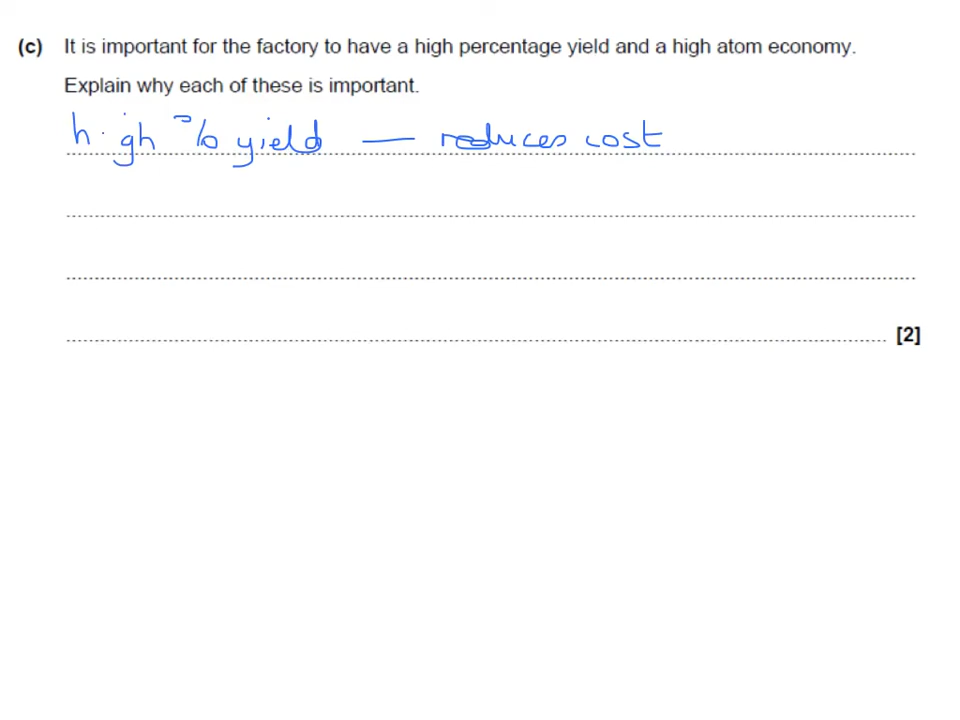 (c) It is important for the factory to have a high percentage yield and a high atom economy.
Explain why each of these is important.
high % yield — reduces cost
[2]